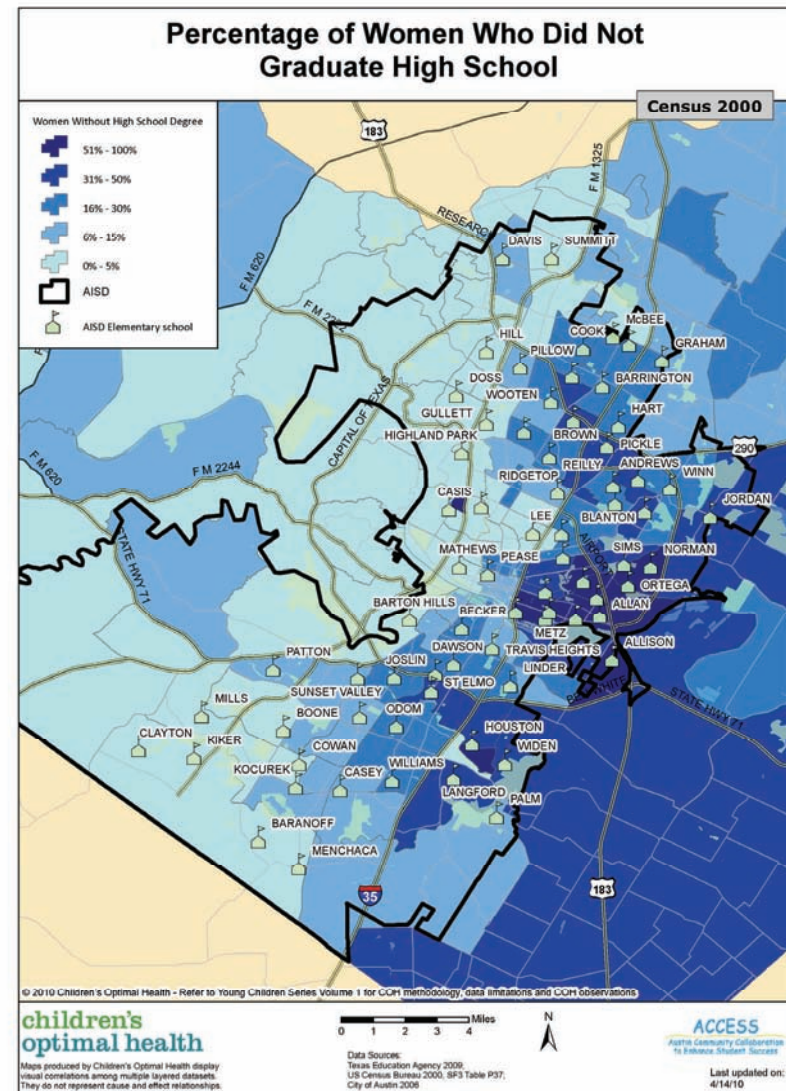 Percentage of Women Who Did Not
Graduate High School
Census 2000
Women Without High School Degree
51% - 100%
31% - 50%
16% - 30%
6% - 15%
0% - 5%
AISD
AISD Elementary school
183
F M 1325
RESEARC
DAVIS
SUMMITT
F M 620
F M 2222
COOK
McBEE
HILL
PILLOW
GRAHAM
DOSS
BARRINGTON
WOOTEN
CAPITAL OF TEXAS
GULLETT
HART
HIGHLAND PARK
BROWN
PICKLE
290
F M 620
F M 2244
REILLY
ANDREWS
RIDGETOP
WINN
CASIS
JORDAN
LEE
BLANTON
STATE HWY 71
AIRPORT
MATHEWS
PEASE
SIMS
NORMAN
ORTEGA
BARTON HILLS
BECKER
ALLAN
METZ
ALLISON
DAWSON
TRAVIS HEIGHTS
PATTON
JOSLIN
LINDER
SUNSET VALLEY
ST ELMO
STATE HWY 71
MILLS
BOONE
ODOM
CLAYTON
KIKER
COWAN
HOUSTON
WIDEN
KOCUREK
CASEY
WILLIAMS
LANGFORD
PALM
BARANOFF
MENCHACA
35
183
© 2010 Children's Optimal Health - Refer to Young Children Series Volume 1 for COH methodology, data limitations and COH observations
children's
optimal health
Maps produced by Children's Optimal Health display
visual correlations among multiple layered datasets.
They do not represent cause and effect relationships.
0 1 2 3 4 Miles
N
Data Sources:
Texas Education Agency 2009;
US Census Bureau 2000, SF3 Table P37;
City of Austin 2006
ACCESS
Austin Community Collaboration
to Enhance Student Success
Last updated on:
4/14/10